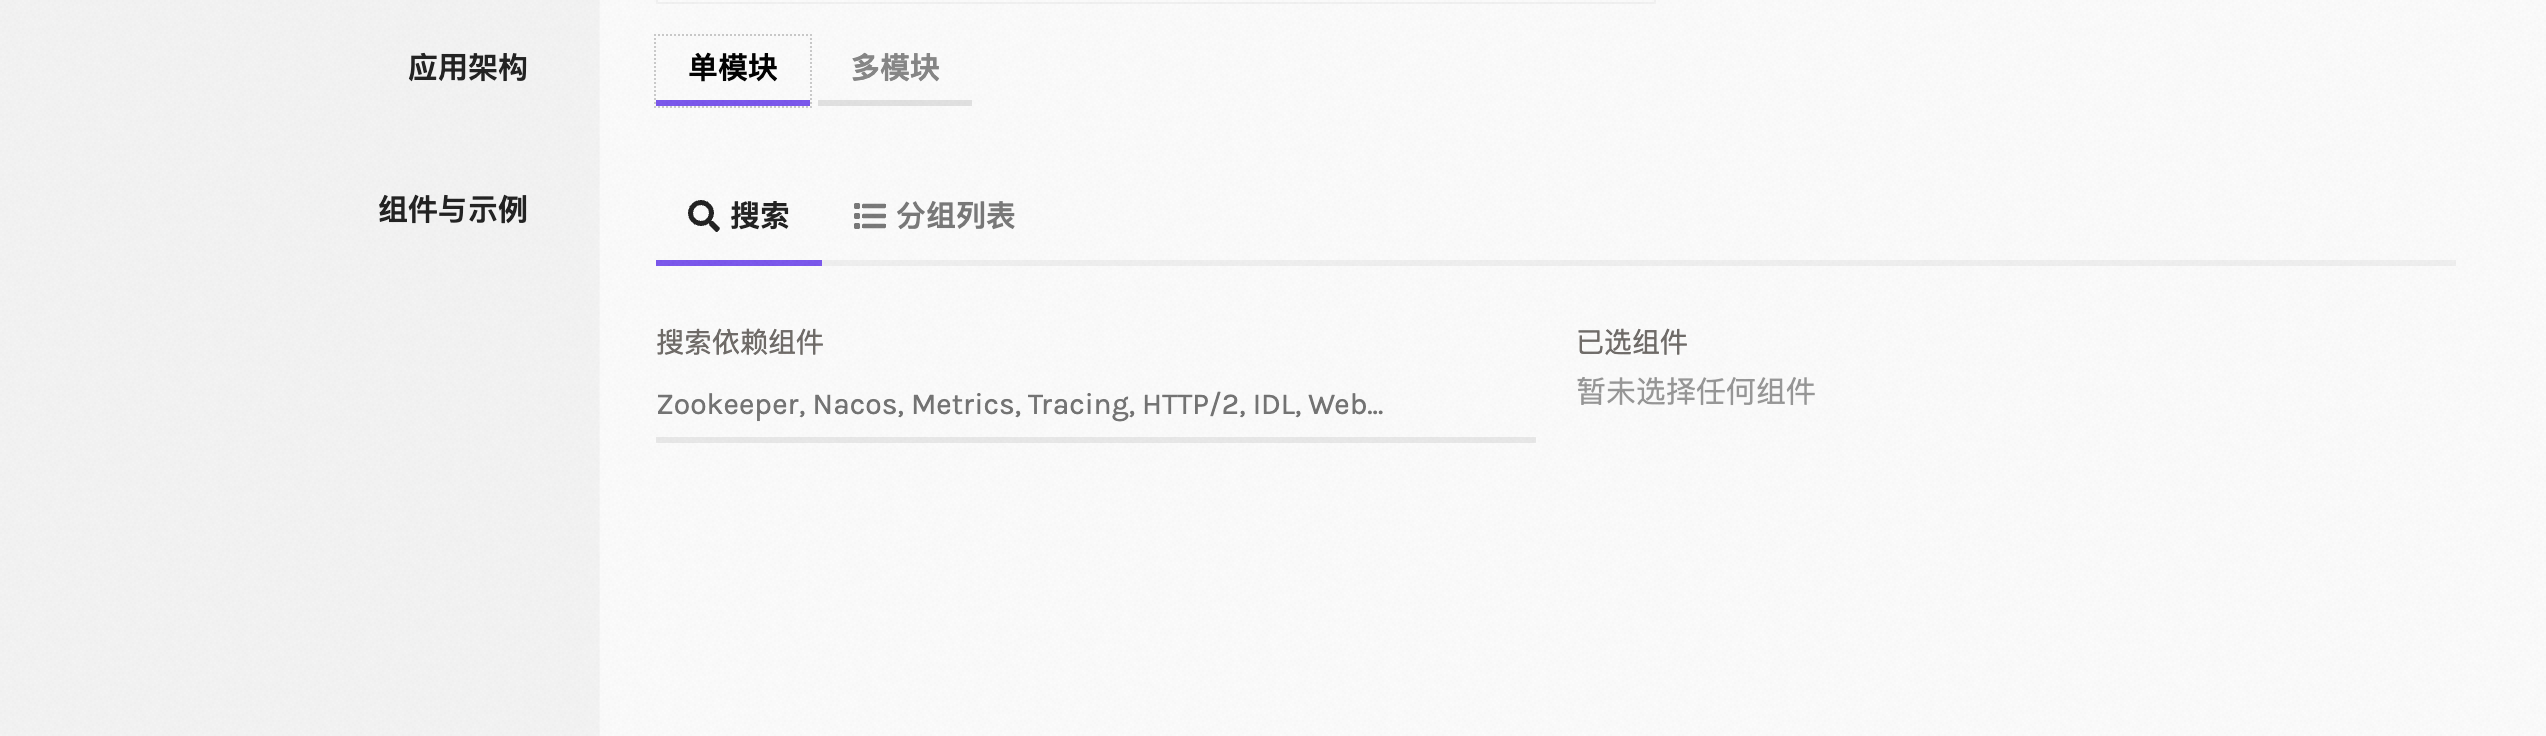 应用架构
单模块 多模块
组件与示例
搜索 分组列表
搜索依赖组件
Zookeeper, Nacos, Metrics, Tracing, HTTP/2, IDL, Web...
已选组件
暂未选择任何组件